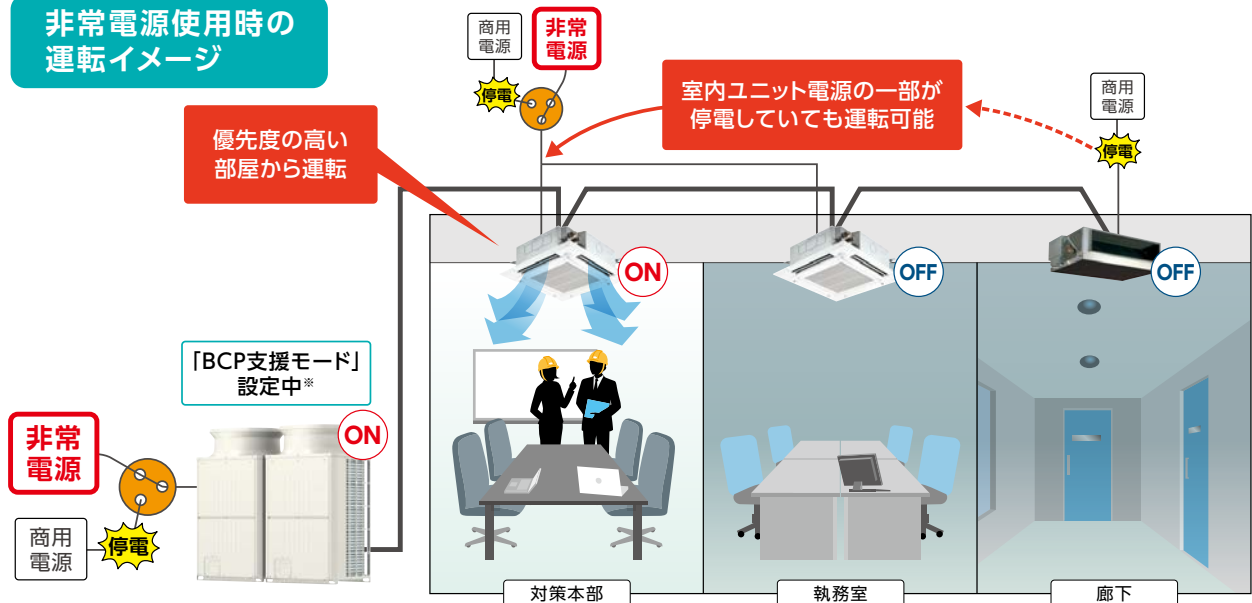 非常電源使用時の
運転イメージ
商用
電源
非常
電源
停電
室内ユニット電源の一部が
停電していても運転可能
商用
電源
停電
優先度の高い
部屋から運転
ON
OFF
OFF
「BCP支援モード」
設定中※
ON
非常
電源
商用
電源
停電
対策本部
執務室
廊下